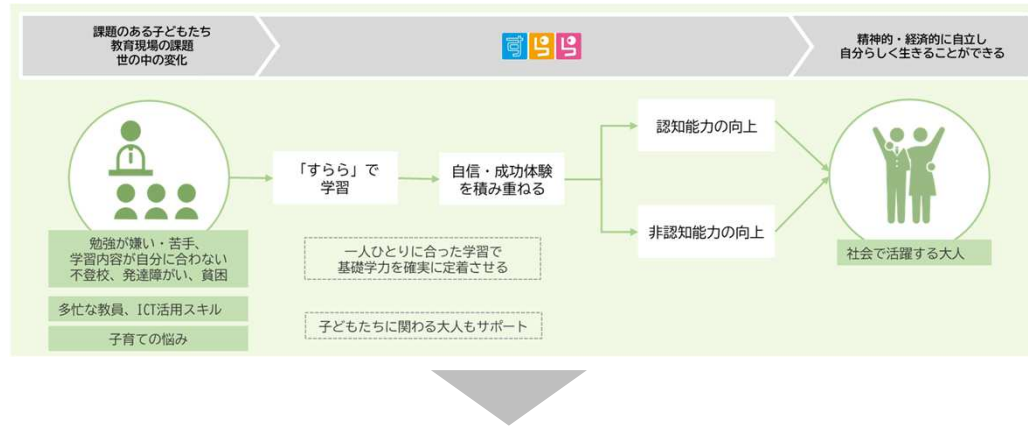 課題のある子どもたち
教育現場の課題
世の中の変化
すらら
精神的・経済的に自立し
自分らしく生きることができる
「すらら」で
学習
自信・成功体験
を積み重ねる
認知能力の向上
非認知能力の向上
勉強が嫌い・苦手、
学習内容が自分に合わない
不登校、発達障がい、貧困
多忙な教員、ICT活用スキル
子育ての悩み
一人ひとりに合った学習で
基礎学力を確実に定着させる
子どもたちに関わる大人もサポート
社会で活躍する大人